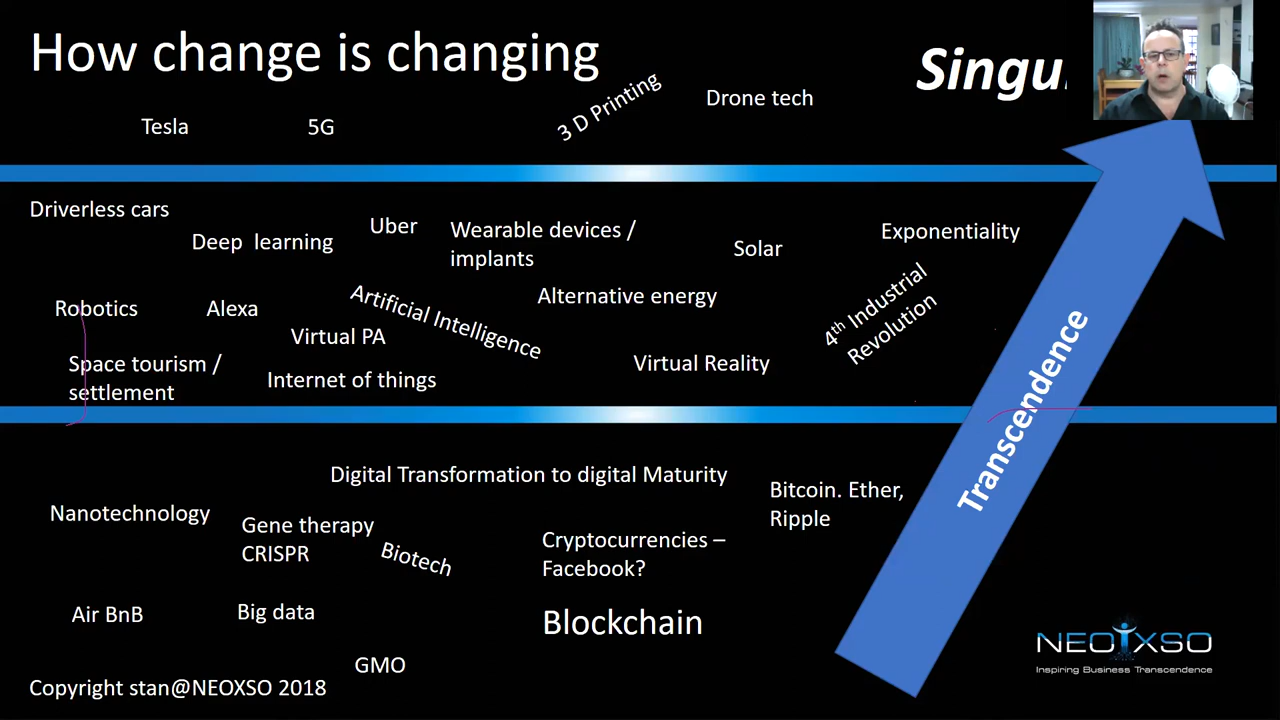 How change is changing
Singu
Tesla
5G
3 D Printing
Drone tech
Driverless cars
Deep learning
Uber
Wearable devices /
implants
Solar
Exponentiality
Robotics
Alexa
Virtual PA
Artificial Intelligence
Alternative energy
4th Industrial
Revolution
Space tourism /
settlement
Internet of things
Virtual Reality
Transcendence
Digital Transformation to digital Maturity
Bitcoin. Ether,
Ripple
Nanotechnology
Gene therapy
CRISPR
Biotech
Cryptocurrencies –
Facebook?
Air BnB
Big data
Blockchain
GMO
NEOXSO
Inspiring Business Transcendence
Copyright stan@NEOXSO 2018